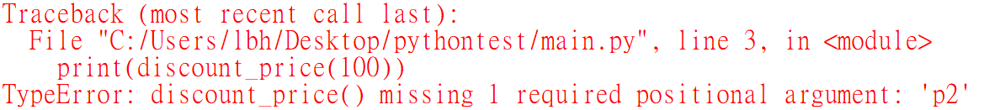 Traceback (most recent call last):
  File "C:/Users/lbh/Desktop/pythontest/main.py", line 3, in <module>
    print(discount_price(100))
TypeError: discount_price() missing 1 required positional argument: 'p2'